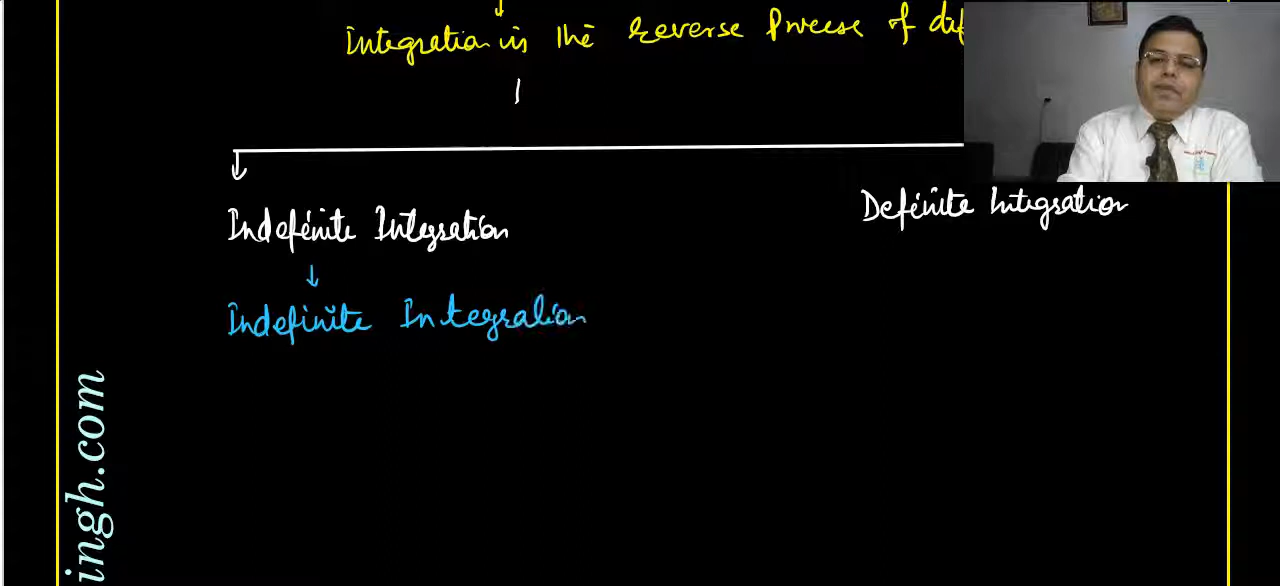 Integration is the reverse Process of dif
Indefinite Integration
Definite Integration
Indefinite Integration
ingh.com